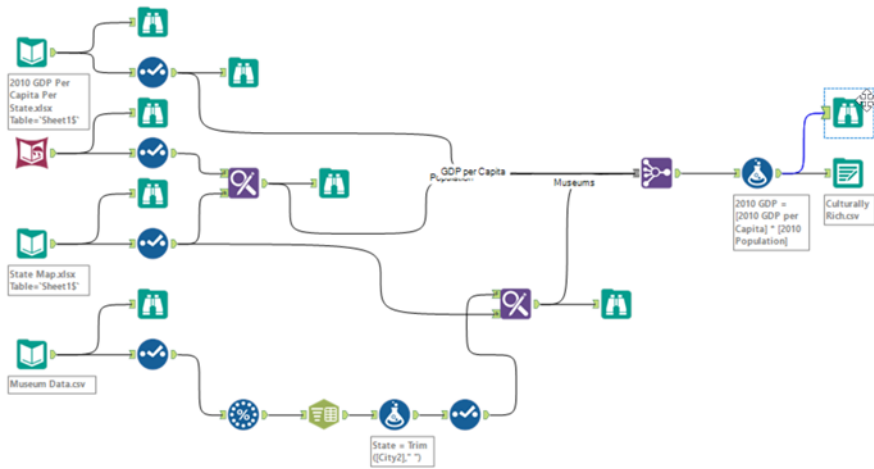 2010 GDP Per
Capita Per
State.xlsx
Table=`Sheet1$`
State Map.xlsx
Table=`Sheet1$`
Museum Data.csv
GDP per Capita
Population
Museums
%
State = Trim
([City2]," ")
2010 GDP =
[2010 GDP per
Capita] * [2010
Population]
Culturally
Rich.csv